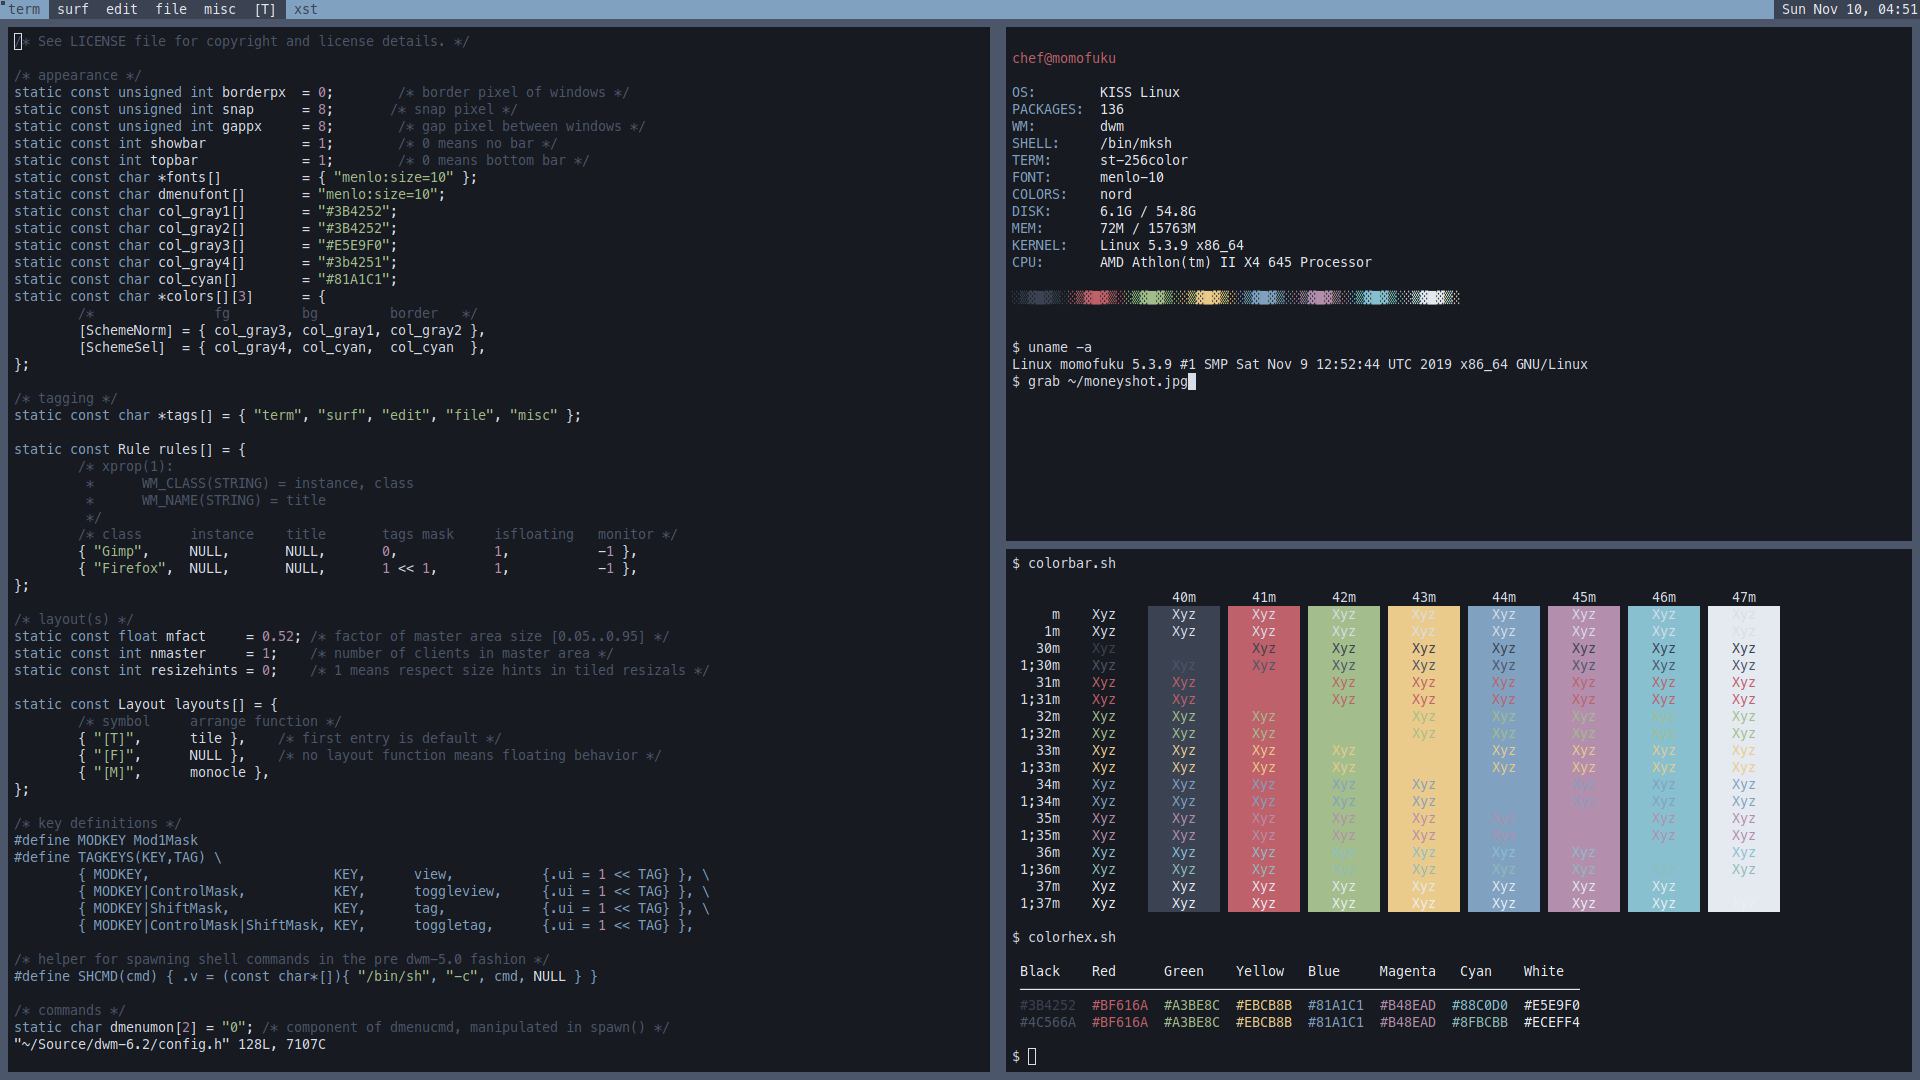 term surf edit file misc [T] xst Sun Nov 10, 04:51
/* See LICENSE file for copyright and license details. */
/* appearance */
static const unsigned int borderpx  = 0;        /* border pixel of windows */
static const unsigned int snap      = 8;       /* snap pixel */
static const unsigned int gappx     = 8;        /* gap pixel between windows */
static const int showbar            = 1;        /* 0 means no bar */
static const int topbar             = 1;        /* 0 means bottom bar */
static const char *fonts[]          = { "menlo:size=10" };
static const char dmenufont[]       = "menlo:size=10";
static const char col_gray1[]       = "#3B4252";
static const char col_gray2[]       = "#3B4252";
static const char col_gray3[]       = "#E5E9F0";
static const char col_gray4[]       = "#3b4251";
static const char col_cyan[]        = "#81A1C1";
static const char *colors[][3]      = {
        /*               fg         bg         border   */
        [SchemeNorm] = { col_gray3, col_gray1, col_gray2 },
        [SchemeSel]  = { col_gray4, col_cyan,  col_cyan  },
};
/* tagging */
static const char *tags[] = { "term", "surf", "edit", "file", "misc" };
static const Rule rules[] = {
        /* xprop(1):
         *      WM_CLASS(STRING) = instance, class
         *      WM_NAME(STRING) = title
         */
        /* class      instance    title       tags mask     isfloating   monitor */
        { "Gimp",     NULL,       NULL,       0,            1,           -1 },
        { "Firefox",  NULL,       NULL,       1 << 1,       1,           -1 },
};
/* layout(s) */
static const float mfact     = 0.52; /* factor of master area size [0.05..0.95] */
static const int nmaster     = 1;    /* number of clients in master area */
static const int resizehints = 0;    /* 1 means respect size hints in tiled resizals */
static const Layout layouts[] = {
        /* symbol     arrange function */
        { "[T]",      tile },    /* first entry is default */
        { "[F]",      NULL },    /* no layout function means floating behavior */
        { "[M]",      monocle },
};
/* key definitions */
#define MODKEY Mod1Mask
#define TAGKEYS(KEY,TAG) \
        { MODKEY,                       KEY,      view,           {.ui = 1 << TAG} }, \
        { MODKEY|ControlMask,           KEY,      toggleview,     {.ui = 1 << TAG} }, \
        { MODKEY|ShiftMask,             KEY,      tag,            {.ui = 1 << TAG} }, \
        { MODKEY|ControlMask|ShiftMask, KEY,      toggletag,      {.ui = 1 << TAG} },
/* helper for spawning shell commands in the pre dwm-5.0 fashion */
#define SHCMD(cmd) { .v = (const char*[]){ "/bin/sh", "-c", cmd, NULL } }
/* commands */
static char dmenumon[2] = "0"; /* component of dmenucmd, manipulated in spawn() */
"~/Source/dwm-6.2/config.h" 128L, 7107C
chef@momofuku
OS:        KISS Linux
PACKAGES:  136
WM:        dwm
SHELL:     /bin/mksh
TERM:      st-256color
FONT:      menlo-10
COLORS:    nord
DISK:      6.1G / 54.8G
MEM:       72M / 15763M
KERNEL:    Linux 5.3.9 x86_64
CPU:       AMD Athlon(tm) II X4 645 Processor
$ uname -a
Linux momofuku 5.3.9 #1 SMP Sat Nov 9 12:52:44 UTC 2019 x86_64 GNU/Linux
$ grab ~/moneyshot.jpg
$ colorbar.sh
40m 41m 42m 43m 44m 45m 46m 47m
m Xyz Xyz Xyz Xyz Xyz Xyz Xyz Xyz Xyz
1m Xyz Xyz Xyz Xyz Xyz Xyz Xyz Xyz Xyz
30m Xyz Xyz Xyz Xyz Xyz Xyz Xyz Xyz
1;30m Xyz Xyz Xyz Xyz Xyz Xyz Xyz Xyz Xyz
31m Xyz Xyz Xyz Xyz Xyz Xyz Xyz Xyz
1;31m Xyz Xyz Xyz Xyz Xyz Xyz Xyz Xyz
32m Xyz Xyz Xyz Xyz Xyz Xyz Xyz Xyz
1;32m Xyz Xyz Xyz Xyz Xyz Xyz Xyz Xyz
33m Xyz Xyz Xyz Xyz Xyz Xyz Xyz Xyz
1;33m Xyz Xyz Xyz Xyz Xyz Xyz Xyz Xyz
34m Xyz Xyz Xyz Xyz Xyz Xyz Xyz Xyz
1;34m Xyz Xyz Xyz Xyz Xyz Xyz Xyz Xyz
35m Xyz Xyz Xyz Xyz Xyz Xyz Xyz Xyz
1;35m Xyz Xyz Xyz Xyz Xyz Xyz Xyz Xyz
36m Xyz Xyz Xyz Xyz Xyz Xyz Xyz Xyz
1;36m Xyz Xyz Xyz Xyz Xyz Xyz Xyz Xyz Xyz
37m Xyz Xyz Xyz Xyz Xyz Xyz Xyz Xyz
1;37m Xyz Xyz Xyz Xyz Xyz Xyz Xyz Xyz
$ colorhex.sh
Black Red Green Yellow Blue Magenta Cyan White
#3B4252 #BF616A #A3BE8C #EBCB8B #81A1C1 #B48EAD #88C0D0 #E5E9F0
#4C566A #BF616A #A3BE8C #EBCB8B #81A1C1 #B48EAD #8FBCBB #ECEFF4
$